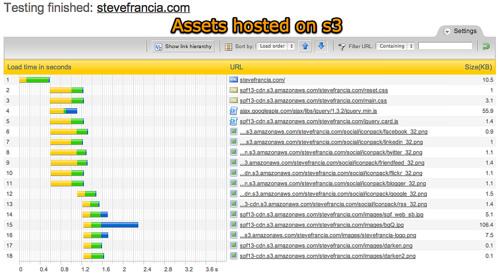 Testing finished: stevefrancia.com
Assets hosted on s3
Settings
Show link hierarchy Sort by: Load order Filter URL: Containing
Load time in seconds URL Size(KB)
1 stevefrancia.com/ 10.5
2 spf13-cdn.s3.amazonaws.com/stevefrancia.com/reset.css 1
3 spf13-cdn.s3.amazonaws.com/stevefrancia.com/main.css 3.1
4 ajax.googleapis.com/ajax/libs/jquery/1.3.2/jquery.min.js 55.9
5 spf13-cdn.s3.amazonaws.com/stevefrancia.com/jquery.card.js 1.4
6 ...s3.amazonaws.com/stevefrancia.com/social/iconpack/facebook_32.png 0.9
7 ...s3.amazonaws.com/stevefrancia.com/social/iconpack/linkedin_32.png
8 ...n.s3.amazonaws.com/stevefrancia.com/social/iconpack/twitter_32.png
9 ...s3.amazonaws.com/stevefrancia.com/social/iconpack/friendfeed_32.png
10 ...dn.s3.amazonaws.com/stevefrancia.com/social/iconpack/flickr_32.png
11 ...n.s3.amazonaws.com/stevefrancia.com/social/iconpack/blogger_32.png
12 ...dn.s3.amazonaws.com/stevefrancia.com/social/iconpack/google_32.png 1.5
13 ...3-cdn.s3.amazonaws.com/stevefrancia.com/social/iconpack/rss_32.png
14 spf13-cdn.s3.amazonaws.com/stevefrancia.com/images/spf_web_sb.jpg 5.1
15 spf13-cdn.s3.amazonaws.com/stevefrancia.com/images/bgQ.jpg 106.4
16 ...s3.amazonaws.com/stevefrancia.com/images/stevefrancia-logo.png 7.5
17 spf13-cdn.s3.amazonaws.com/stevefrancia.com/images/darken.png 0.1
18 spf13-cdn.s3.amazonaws.com/stevefrancia.com/images/darken2.png 0.1
0.0 0.4 0.8 1.2 1.6 2.0 2.4 2.8 3.2 3.6 s